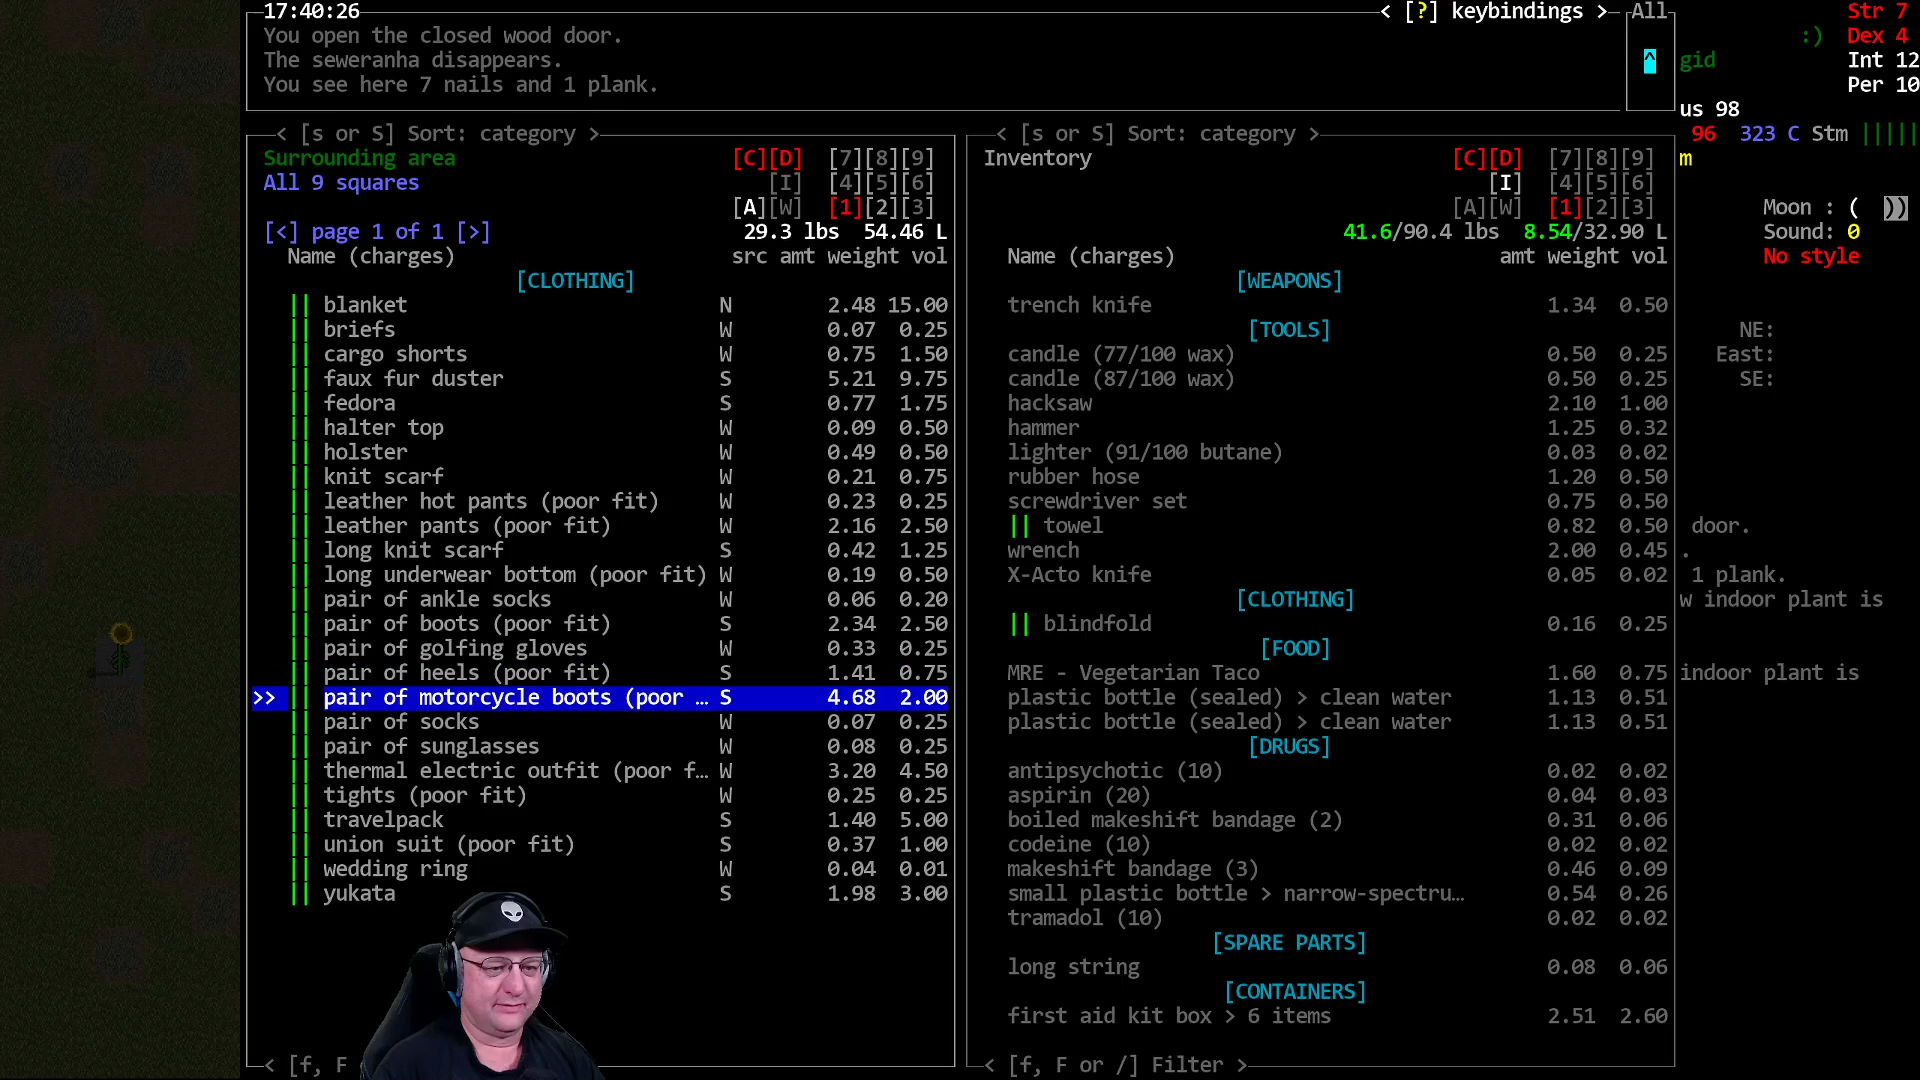 17:40:26
< [?] keybindings >
All
Str 7
You open the closed wood door.
:) Dex 4
The seweranha disappears.
^
gid
Int 12
You see here 7 nails and 1 plank.
Per 10
us 98
96 323 C Stm |||||
m
Moon : ( ))
Sound: 0
No style
NE:
East:
SE:
door.
.
1 plank.
w indoor plant is
indoor plant is
< [s or S] Sort: category >
Surrounding area [C][D] [7][8][9]
All 9 squares [I] [4][5][6]
[A][W] [1][2][3]
[<] page 1 of 1 [>] 29.3 lbs 54.46 L
Name (charges) src amt weight vol
[CLOTHING]
|| blanket N 2.48 15.00
|| briefs W 0.07 0.25
|| cargo shorts W 0.75 1.50
|| faux fur duster S 5.21 9.75
|| fedora S 0.77 1.75
|| halter top W 0.09 0.50
|| holster W 0.49 0.50
|| knit scarf W 0.21 0.75
|| leather hot pants (poor fit) W 0.23 0.25
|| leather pants (poor fit) W 2.16 2.50
|| long knit scarf S 0.42 1.25
|| long underwear bottom (poor fit) W 0.19 0.50
|| pair of ankle socks W 0.06 0.20
|| pair of boots (poor fit) S 2.34 2.50
|| pair of golfing gloves W 0.33 0.25
|| pair of heels (poor fit) S 1.41 0.75
>> || pair of motorcycle boots (poor … S 4.68 2.00
|| pair of socks W 0.07 0.25
|| pair of sunglasses W 0.08 0.25
|| thermal electric outfit (poor f… W 3.20 4.50
|| tights (poor fit) W 0.25 0.25
|| travelpack S 1.40 5.00
|| union suit (poor fit) S 0.37 1.00
|| wedding ring W 0.04 0.01
|| yukata S 1.98 3.00
< [f, F
< [s or S] Sort: category >
Inventory [C][D] [7][8][9]
[I] [4][5][6]
[A][W] [1][2][3]
41.6/90.4 lbs 8.54/32.90 L
Name (charges) amt weight vol
[WEAPONS]
trench knife 1.34 0.50
[TOOLS]
candle (77/100 wax) 0.50 0.25
candle (87/100 wax) 0.50 0.25
hacksaw 2.10 1.00
hammer 1.25 0.32
lighter (91/100 butane) 0.03 0.02
rubber hose 1.20 0.50
screwdriver set 0.75 0.50
|| towel 0.82 0.50
wrench 2.00 0.45
X-Acto knife 0.05 0.02
[CLOTHING]
|| blindfold 0.16 0.25
[FOOD]
MRE - Vegetarian Taco 1.60 0.75
plastic bottle (sealed) > clean water 1.13 0.51
plastic bottle (sealed) > clean water 1.13 0.51
[DRUGS]
antipsychotic (10) 0.02 0.02
aspirin (20) 0.04 0.03
boiled makeshift bandage (2) 0.31 0.06
codeine (10) 0.02 0.02
makeshift bandage (3) 0.46 0.09
small plastic bottle > narrow-spectru… 0.54 0.26
tramadol (10) 0.02 0.02
[SPARE PARTS]
long string 0.08 0.06
[CONTAINERS]
first aid kit box > 6 items 2.51 2.60
< [f, F or /] Filter >